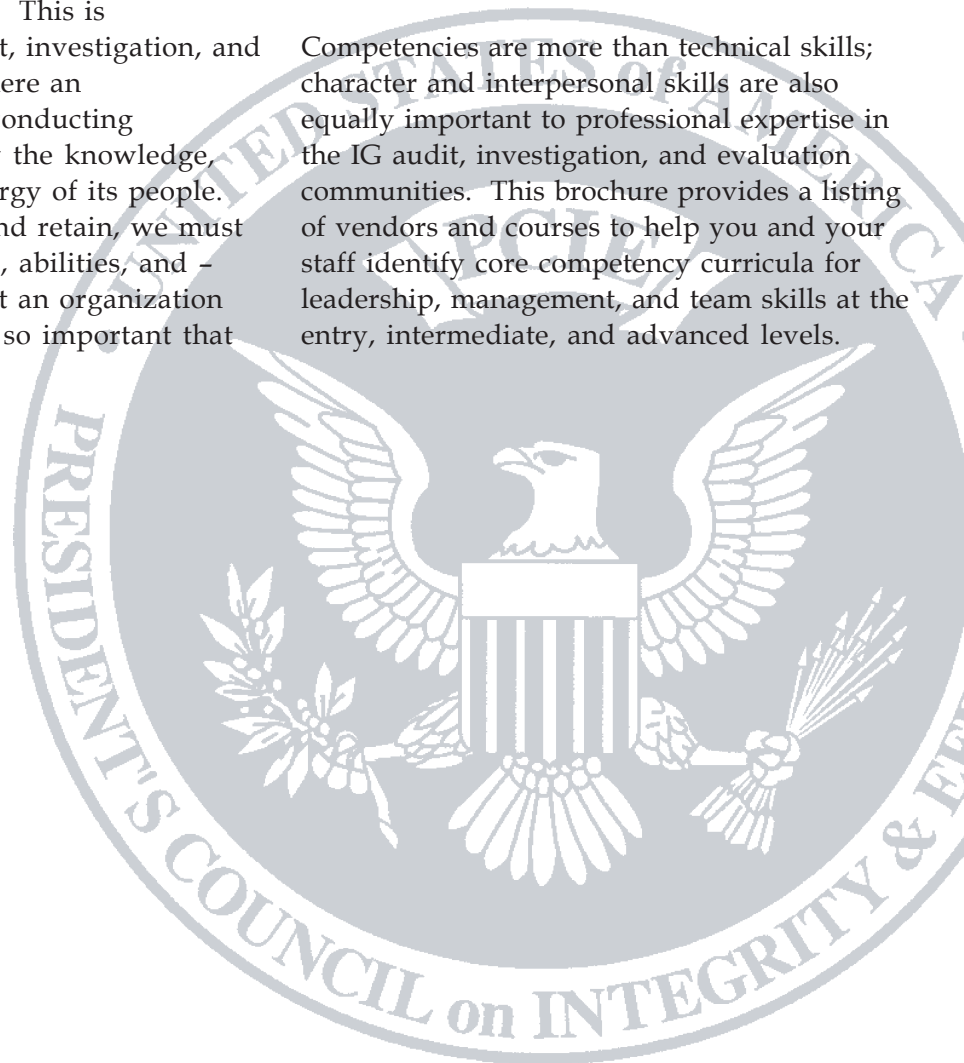 This is
t, investigation, and
ere an
onducting
the knowledge,
rgy of its people.
nd retain, we must
, abilities, and –
t an organization
so important that
Competencies are more than technical skills;
character and interpersonal skills are also
equally important to professional expertise in
the IG audit, investigation, and evaluation
communities. This brochure provides a listing
of vendors and courses to help you and your
staff identify core competency curricula for
leadership, management, and team skills at the
entry, intermediate, and advanced levels.
UNITED STATES of AMERICA
PCIE
PRESIDENT'S COUNCIL on INTEGRITY &